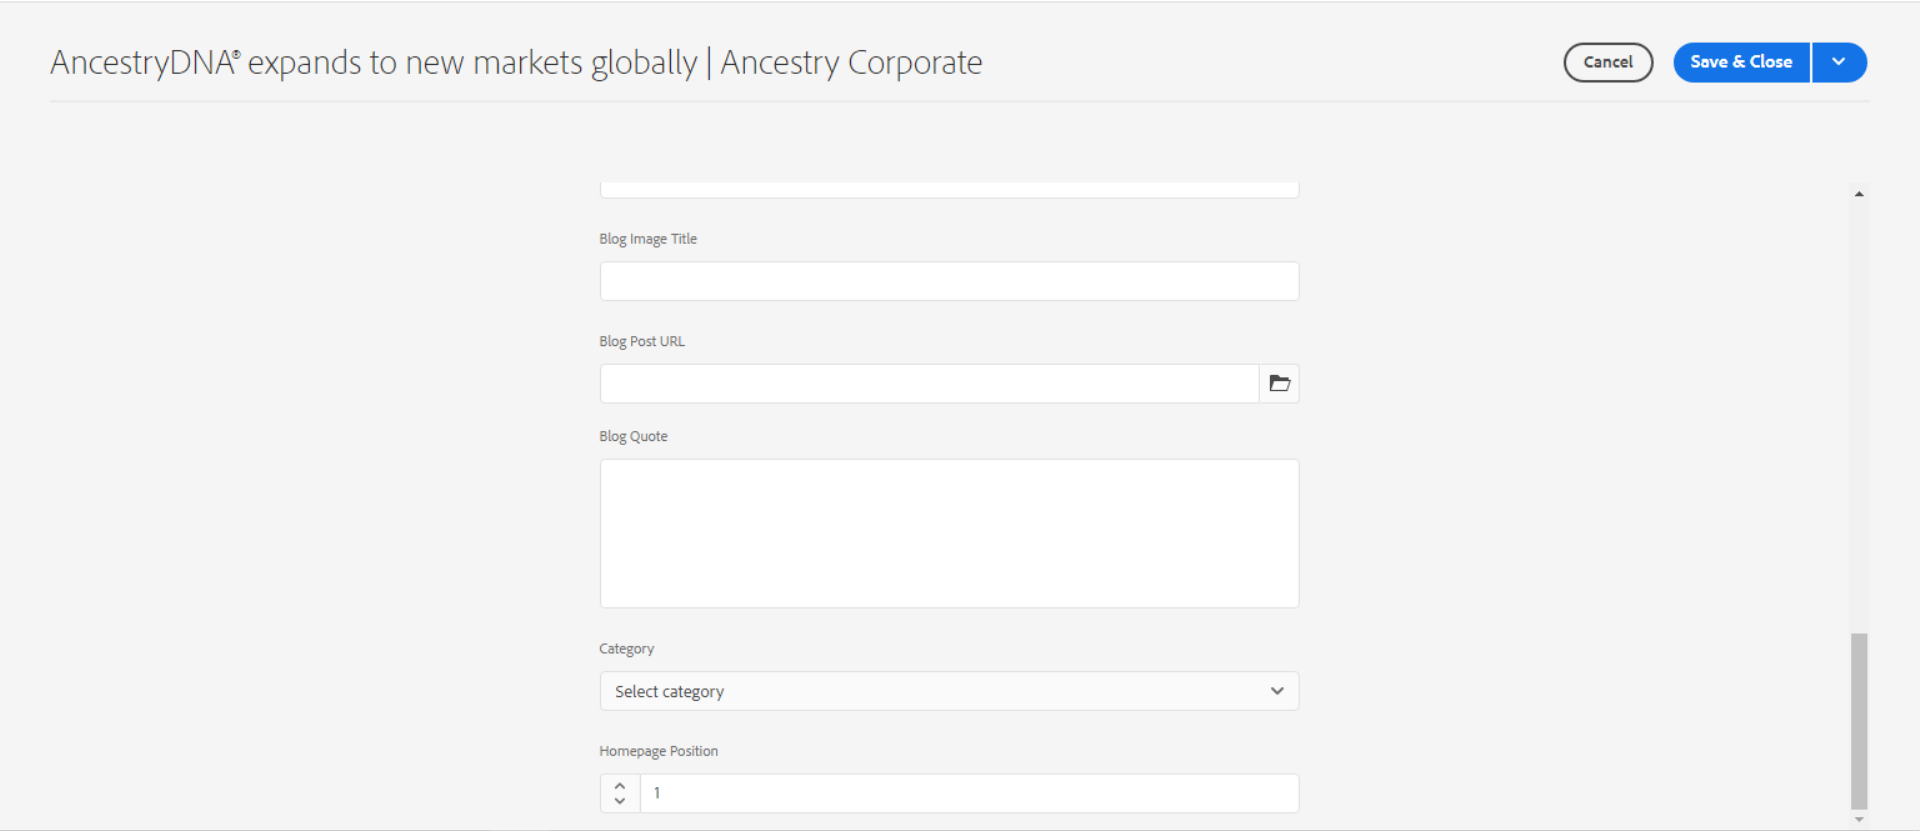 AncestryDNA® expands to new markets globally | Ancestry Corporate
Cancel
Save & Close
Blog Image Title
Blog Post URL
Blog Quote
Category
Select category
Homepage Position
1